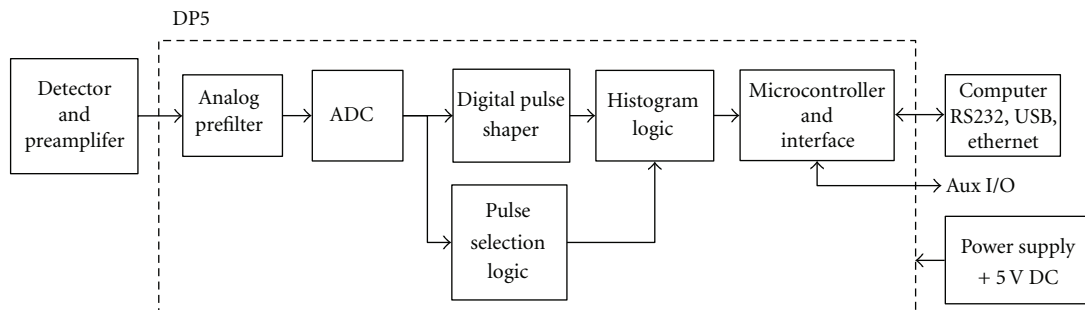 DP5
Detector
and
preamplifer
Analog
prefilter
ADC
Digital pulse
shaper
Histogram
logic
Microcontroller
and
interface
Computer
RS232, USB,
ethernet
Aux I/O
Pulse
selection
logic
Power supply
+ 5 V DC